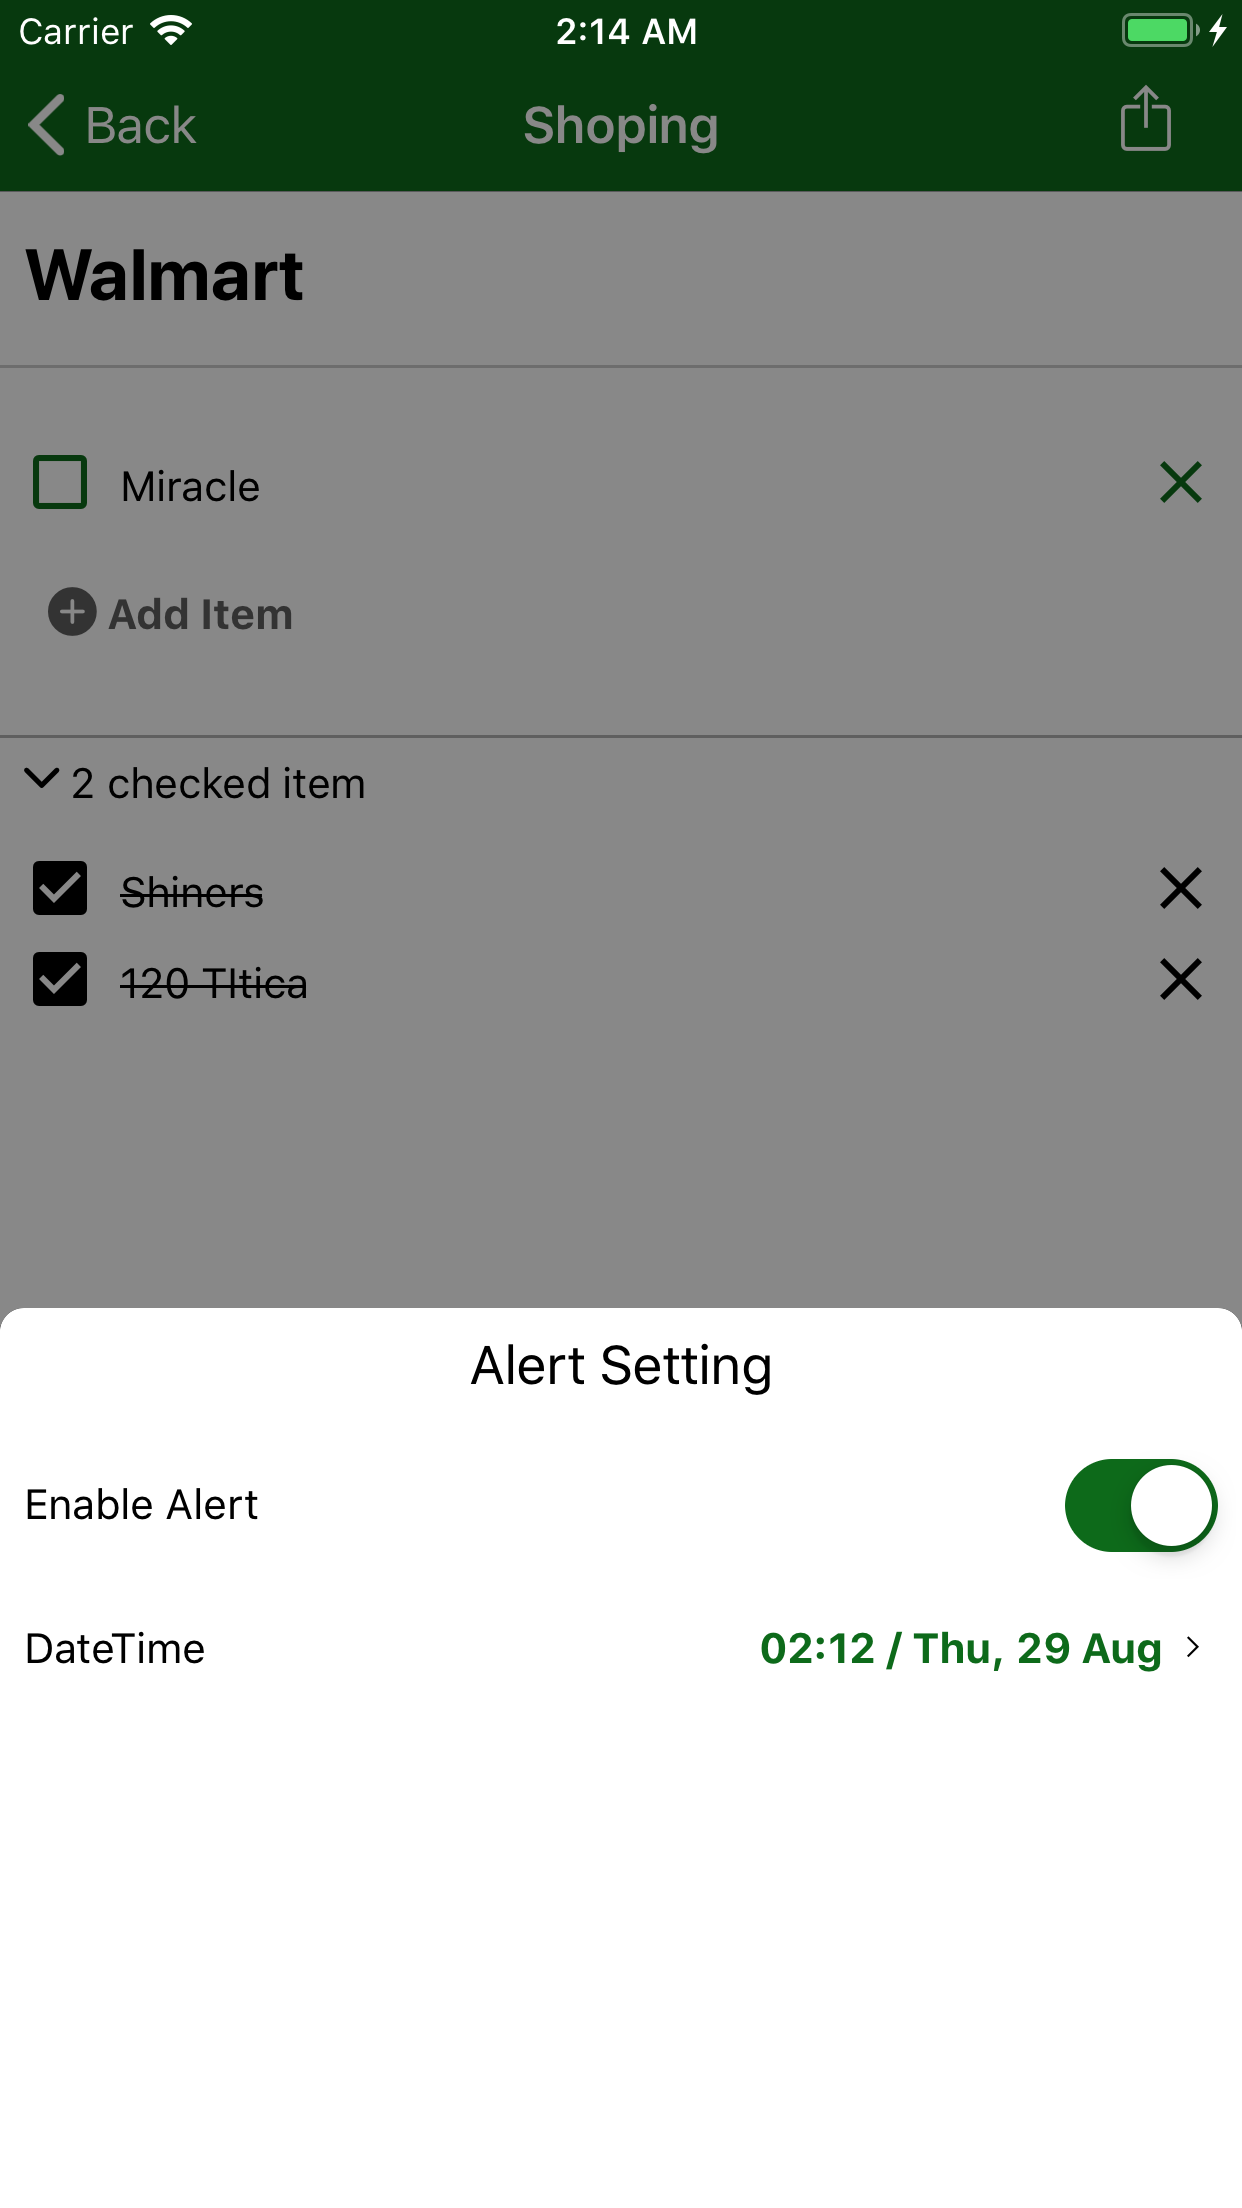 Carrier 2:14 AM
Back Shoping
Walmart
Miracle
Add Item
2 checked item
Shiners
120 TItica
Alert Setting
Enable Alert
DateTime 02:12 / Thu, 29 Aug